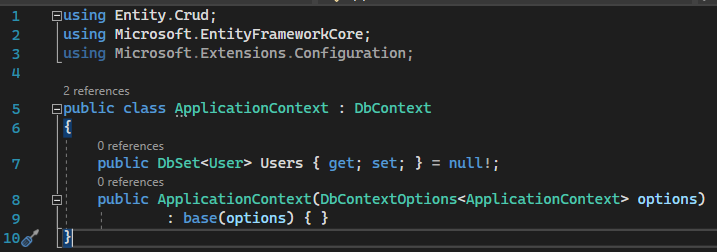 1 using Entity.Crud;
2 using Microsoft.EntityFrameworkCore;
3 using Microsoft.Extensions.Configuration;
4
2 references
5 public class ApplicationContext : DbContext
6 {
0 references
7 public DbSet<User> Users { get; set; } = null!;
0 references
8 public ApplicationContext(DbContextOptions<ApplicationContext> options)
9 : base(options) { }
10 }